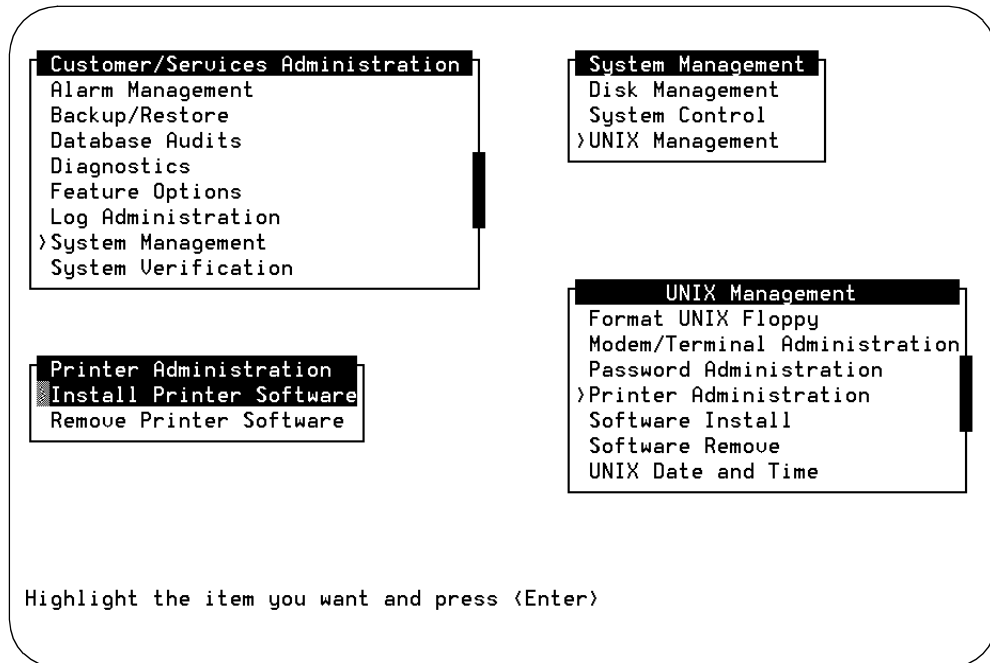 Customer/Services Administration
Alarm Management
Backup/Restore
Database Audits
Diagnostics
Feature Options
Log Administration
>System Management
System Verification
System Management
Disk Management
System Control
>UNIX Management
UNIX Management
Format UNIX Floppy
Modem/Terminal Administration
Password Administration
>Printer Administration
Software Install
Software Remove
UNIX Date and Time
Printer Administration
>Install Printer Software
Remove Printer Software
Highlight the item you want and press <Enter>